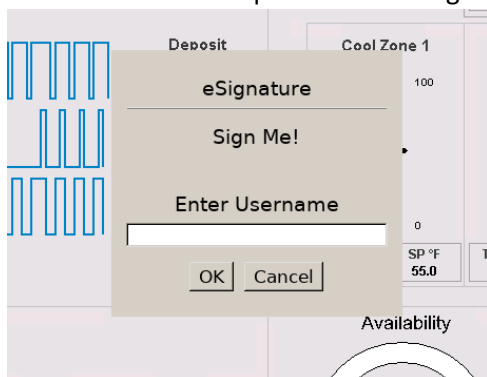 Deposit
Cool Zone 1
100
eSignature
Sign Me!
Enter Username
0
SP °F
55.0
OK Cancel
Availability